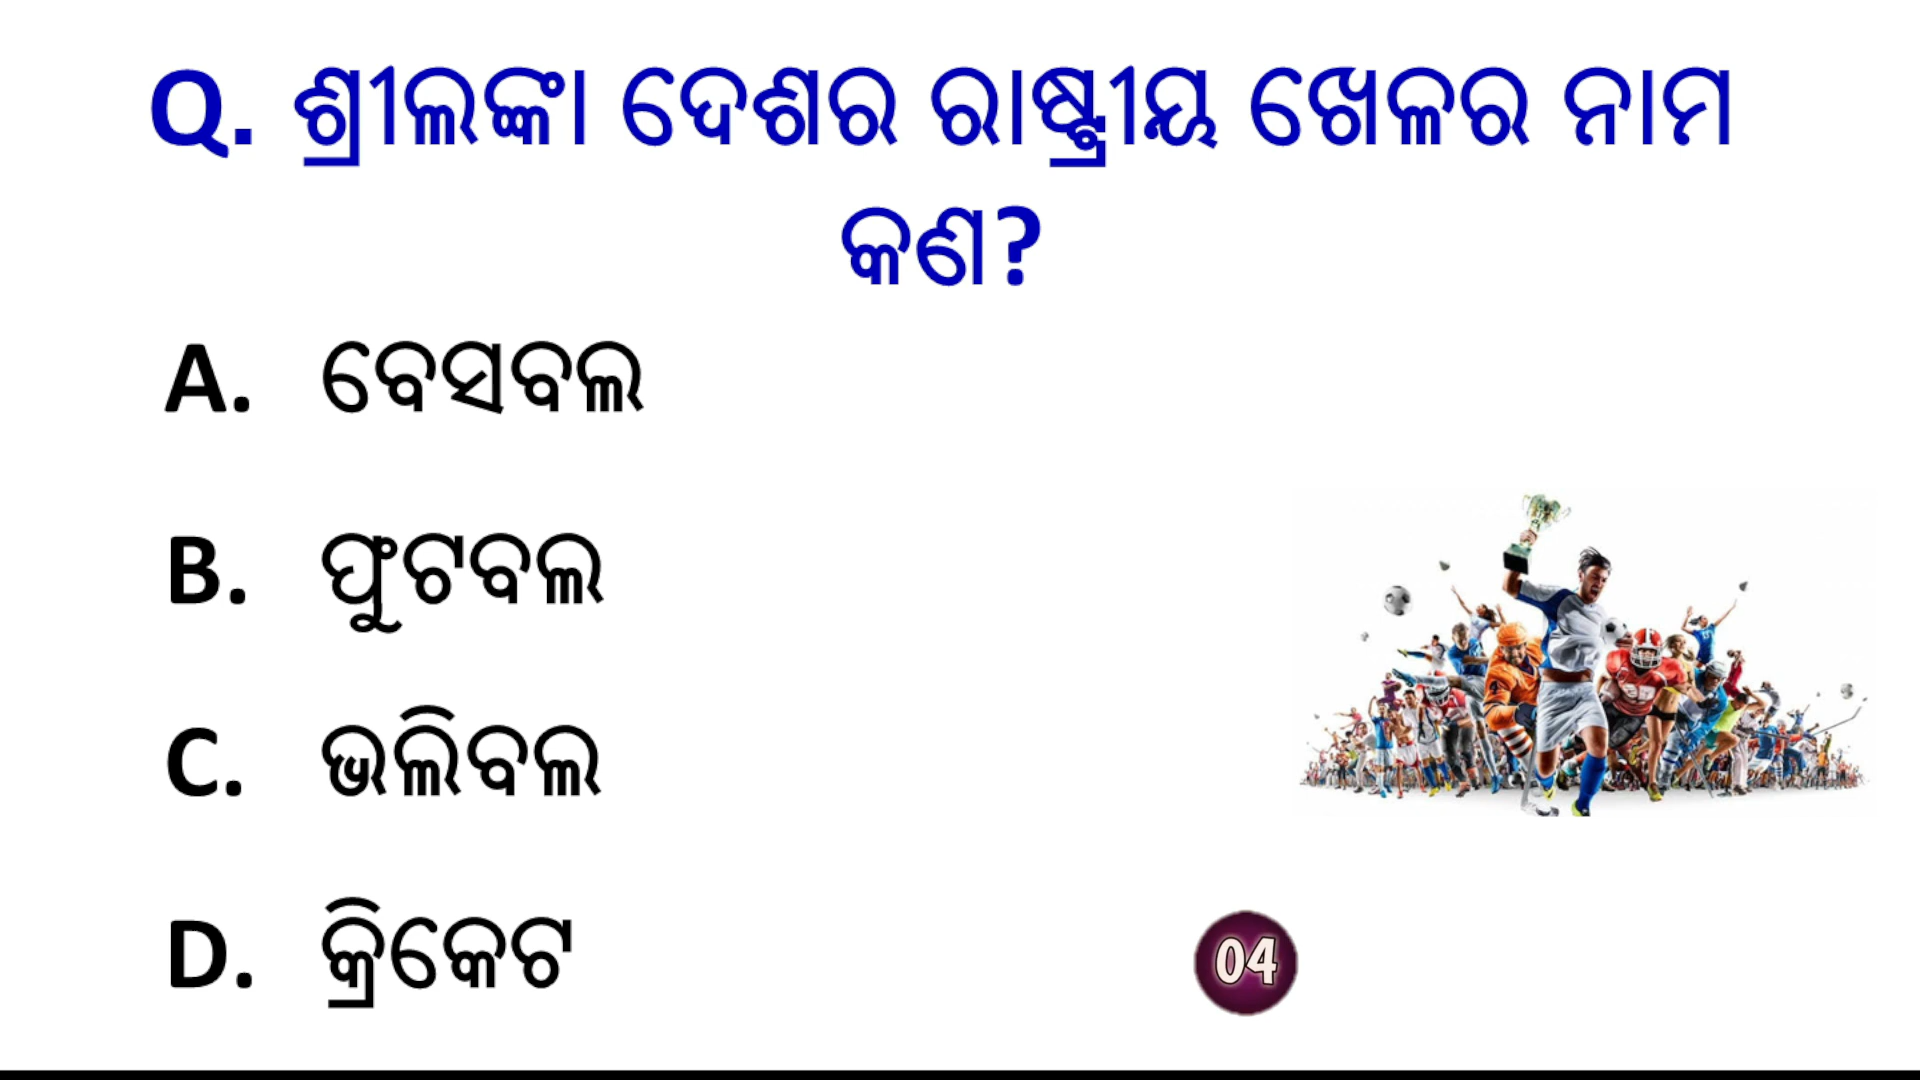 Q. ଶ୍ରୀଲଙ୍କା ଦେଶର ରାଷ୍ଟ୍ରୀୟ ଖେଳର ନାମ
କଣ?
A. ବେସବଲ
B. ଫୁଟବଲ
C. ଭଲିବଲ
D. କ୍ରିକେଟ
04